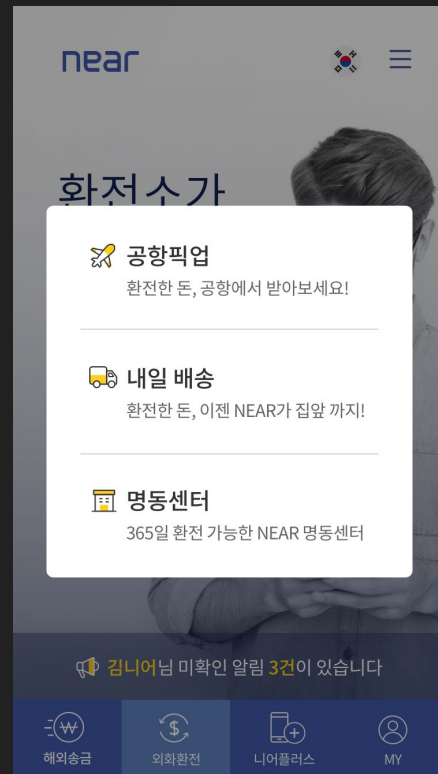 near
환전소가
공항픽업
환전한 돈, 공항에서 받아보세요!
내일 배송
환전한 돈, 이젠 NEAR가 집앞 까지!
명동센터
365일 환전 가능한 NEAR 명동센터
김니어님 미확인 알림 3건이 있습니다
해외송금
외화환전
니어플러스
MY